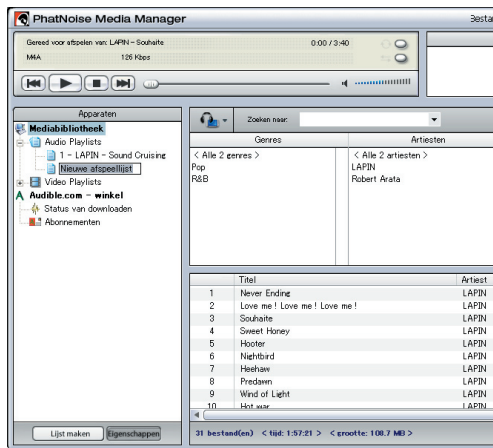 PhatNoise Media Manager
Besta
Gereed voor afspelen van: LAPIN - Souhaite 0:00 / 3:40
M4A 126 Kbps
Apparaten
Mediabibliotheek
Audio Playlists
1 - LAPIN - Sound Cruising
Nieuwe afspeellijst
Video Playlists
Audible.com - winkel
Status van downloaden
Abonnementen
Lijst maken Eigenschappen
Zoeken naar:
Genres Artiesten
< Alle 2 genres > < Alle 2 artiesten >
Pop LAPIN
R&B Robert Arata
Titel Artiest
1 Never Ending LAPIN
2 Love me ! Love me ! Love me ! LAPIN
3 Souhaite LAPIN
4 Sweet Honey LAPIN
5 Hooter LAPIN
6 Nightbird LAPIN
7 Heehaw LAPIN
8 Predawn LAPIN
9 Wind of Light LAPIN
10 Hot war LAPIN
31 bestand(en) < tijd: 1:57:21 > < grootte: 108.7 MB >